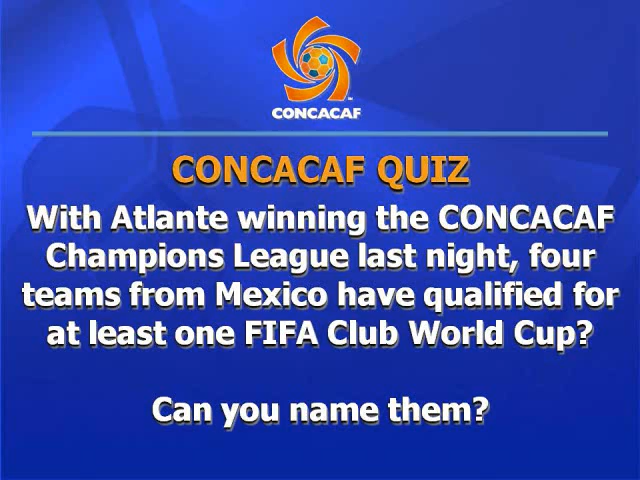 CONCACAF
CONCACAF QUIZ
With Atlante winning the CONCACAF
Champions League last night, four
teams from Mexico have qualified for
at least one FIFA Club World Cup?
Can you name them?